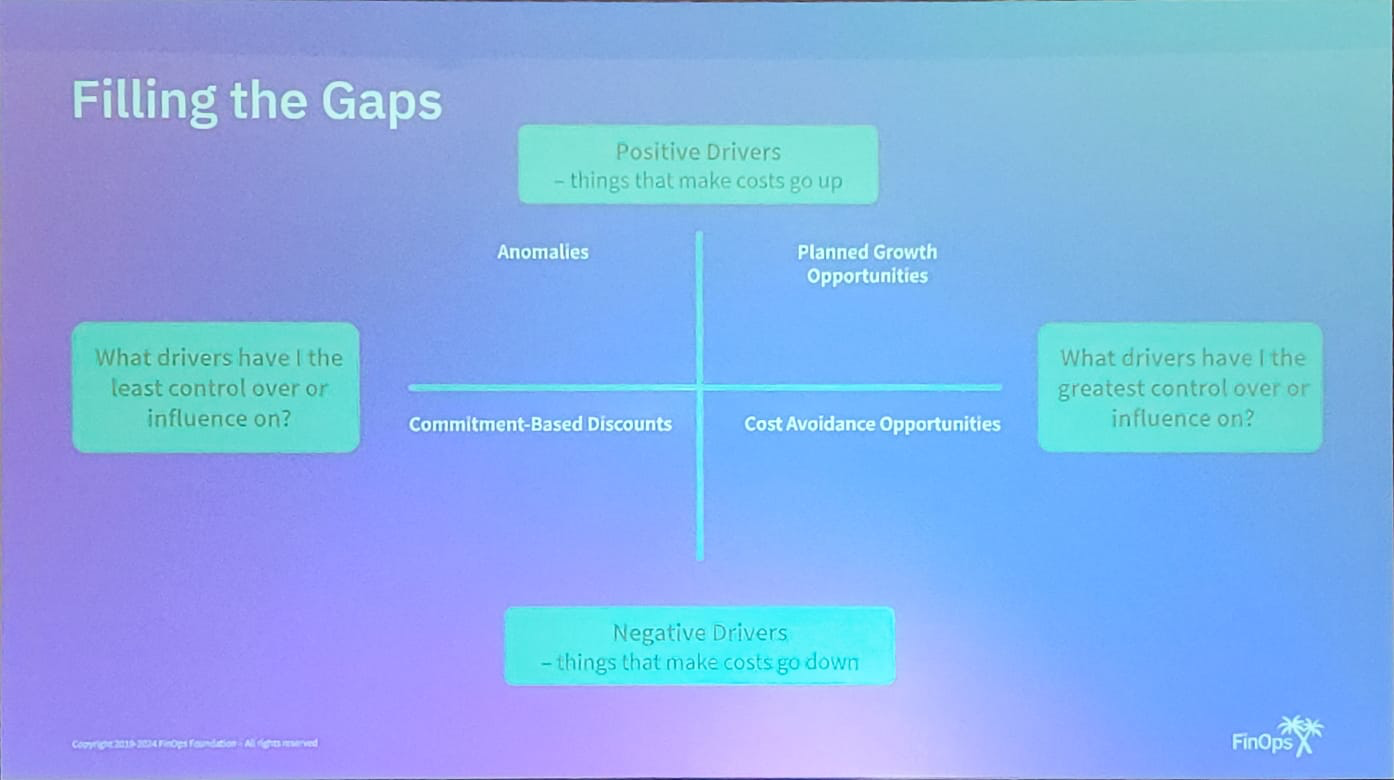 Filling the Gaps
Positive Drivers
– things that make costs go up
Anomalies
Planned Growth
Opportunities
What drivers have I the
least control over or
influence on?
What drivers have I the
greatest control over or
influence on?
Commitment-Based Discounts
Cost Avoidance Opportunities
Negative Drivers
– things that make costs go down
Copyright 2019-2024 FinOps Foundation - All rights reserved
FinOps X